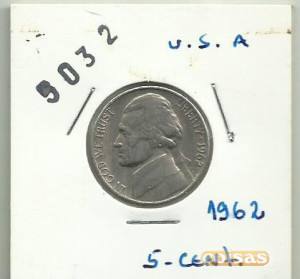 5032
U.S.A
IN GOD WE TRUST
LIBERTY 1962
1962
5-cent.